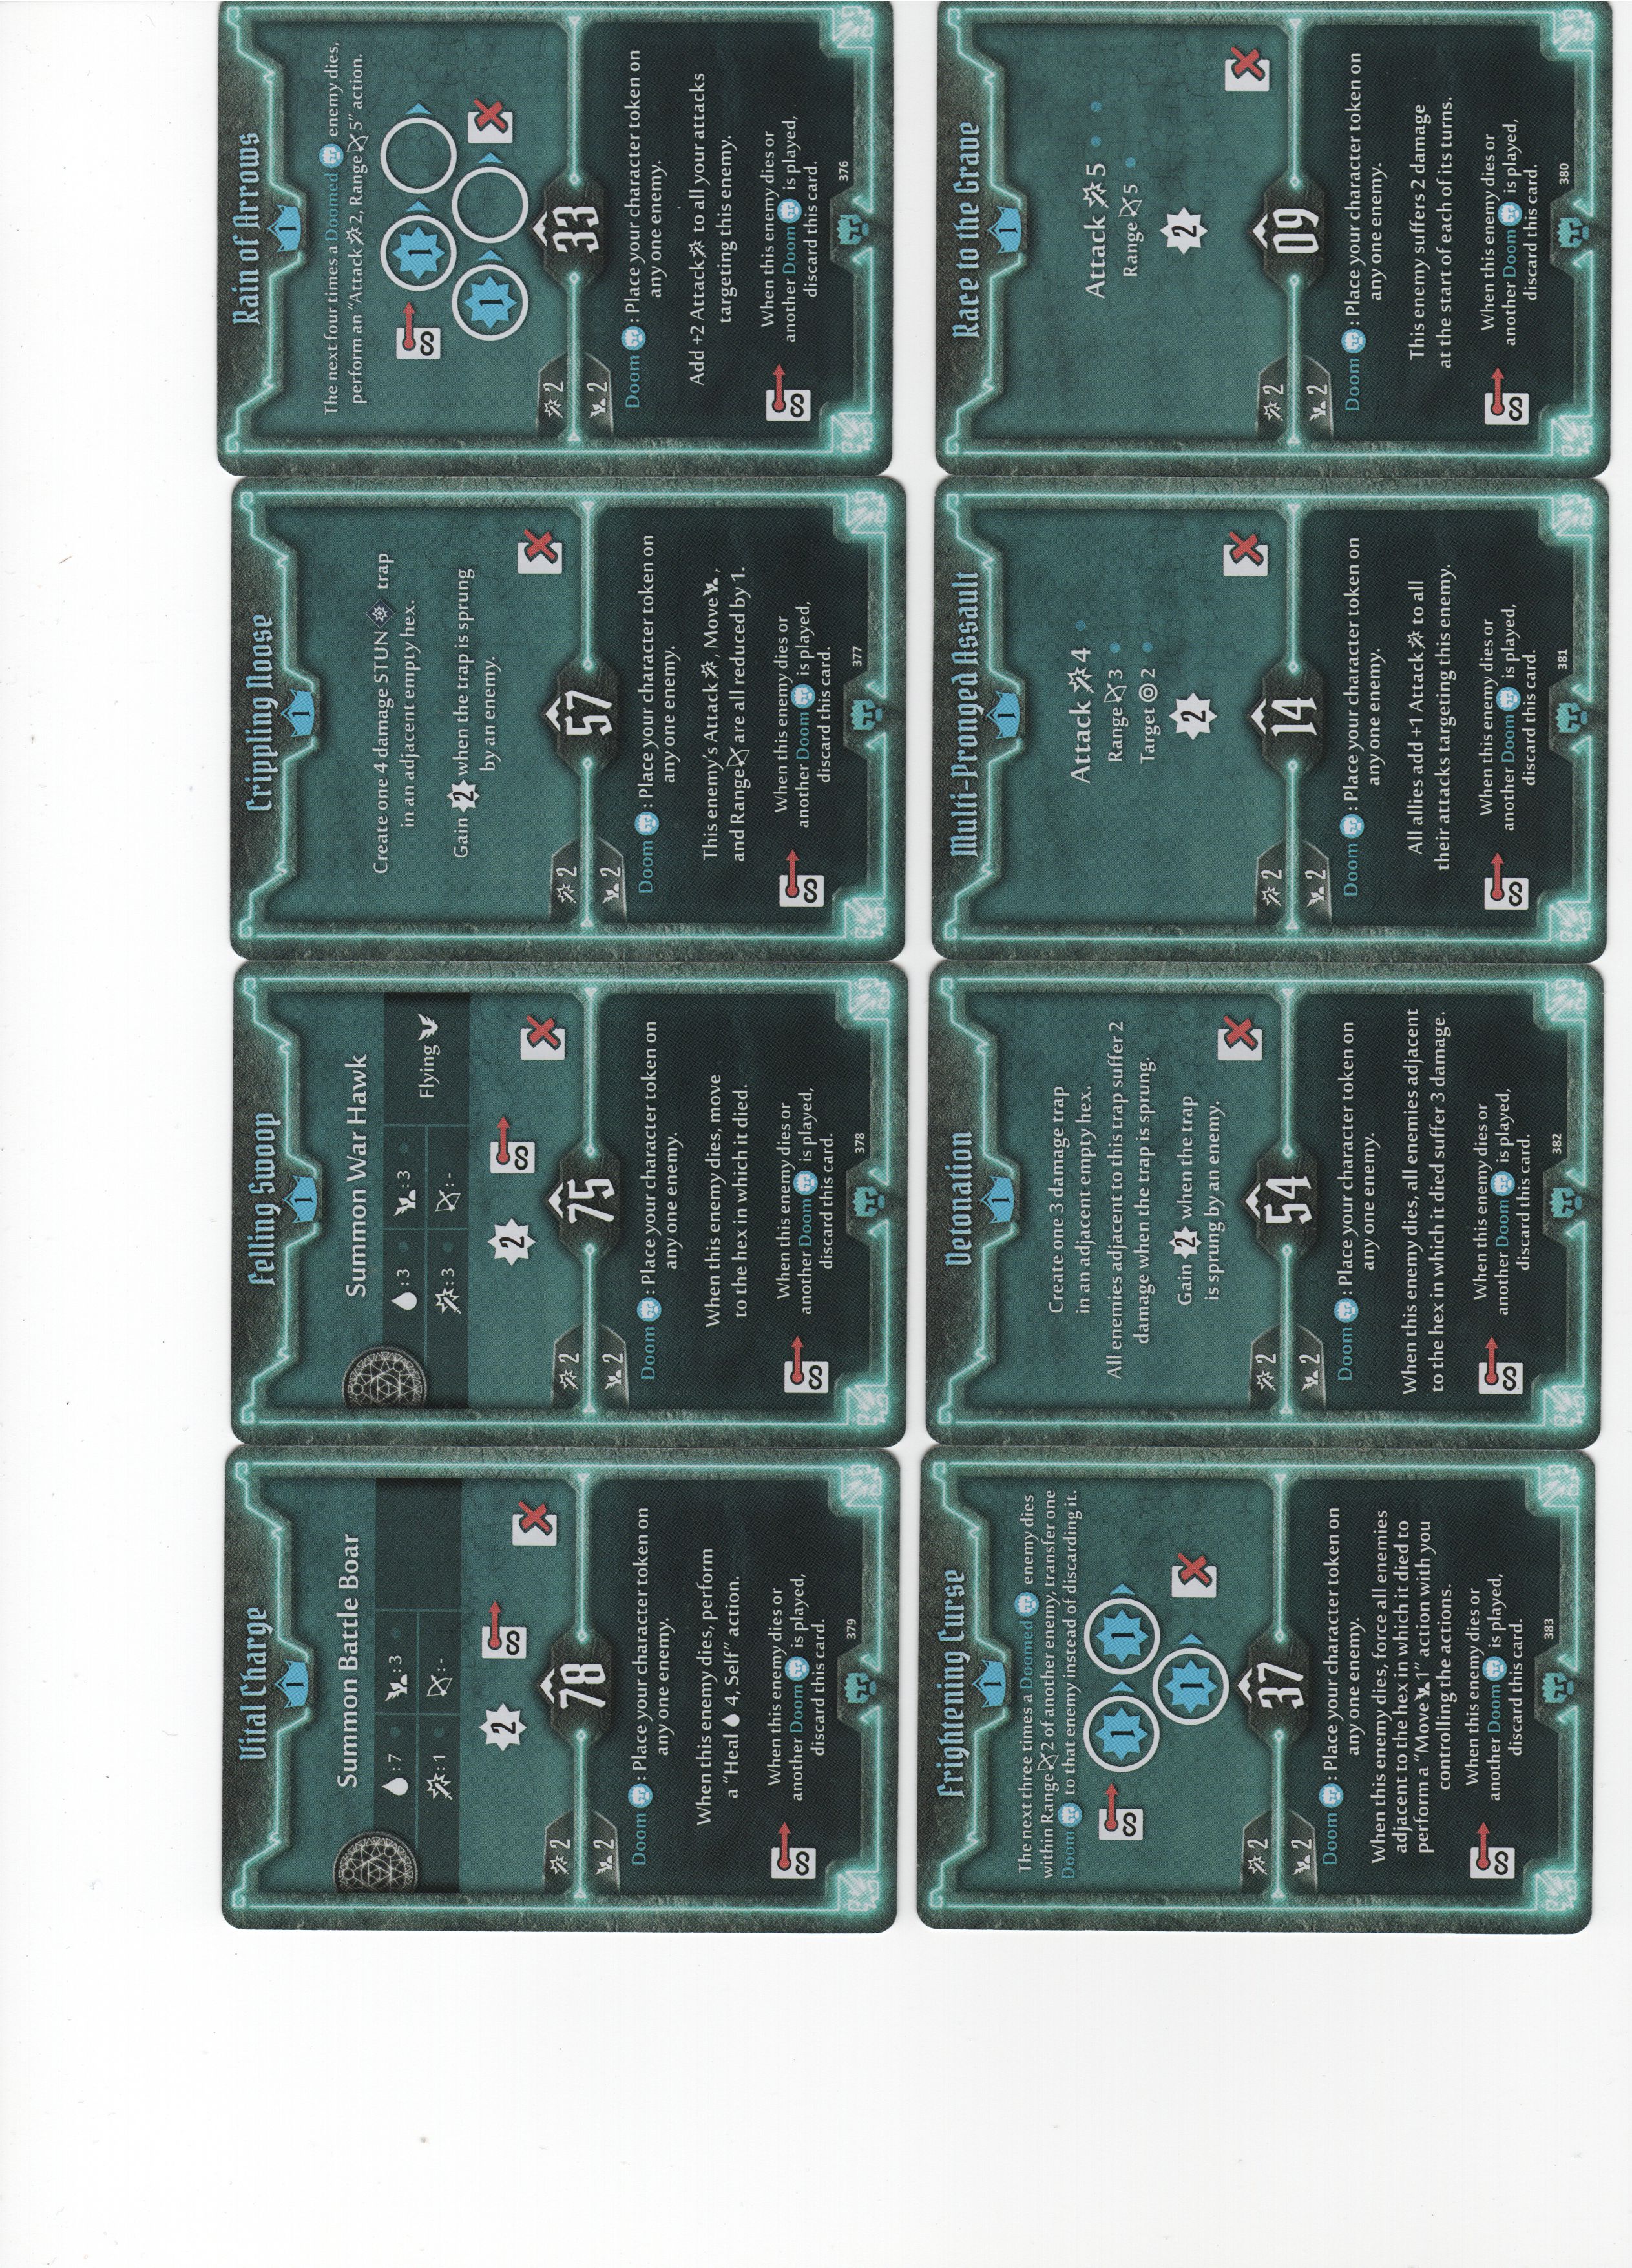 Vital Charge
1
Summon Battle Boar
: 7
: 3
: 1
: -
2
2
78
2
Doom : Place your character token on
any one enemy.
When this enemy dies, perform
a “Heal 4, Self” action.
When this enemy dies or
another Doom is played,
discard this card.
379
Felling Swoop
1
Summon War Hawk
: 3
: 3
Flying
: 3
: -
2
2
75
2
Doom : Place your character token on
any one enemy.
When this enemy dies, move
to the hex in which it died.
When this enemy dies or
another Doom is played,
discard this card.
378
Crippling Noose
1
Create one 4 damage STUN trap
in an adjacent empty hex.
Gain 2 when the trap is sprung
by an enemy.
2
57
2
Doom : Place your character token on
any one enemy.
This enemy's Attack , Move ,
and Range are all reduced by 1.
When this enemy dies or
another Doom is played,
discard this card.
377
Rain of Arrows
1
The next four times a Doomed enemy dies,
perform an “Attack 2, Range 5” action.
1
1
2
33
2
Doom : Place your character token on
any one enemy.
Add +2 Attack to all your attacks
targeting this enemy.
When this enemy dies or
another Doom is played,
discard this card.
376
Frightening Curse
1
The next three times a Doomed enemy dies
within Range 2 of another enemy, transfer one
Doom to that enemy instead of discarding it.
1
1
1
2
37
2
Doom : Place your character token on
any one enemy.
When this enemy dies, force all enemies
adjacent to the hex in which it died to
perform a “Move 1” action with you
controlling the actions.
When this enemy dies or
another Doom is played,
discard this card.
383
Detonation
1
Create one 3 damage trap
in an adjacent empty hex.
All enemies adjacent to this trap suffer 2
damage when the trap is sprung.
Gain 2 when the trap
is sprung by an enemy.
2
54
2
Doom : Place your character token on
any one enemy.
When this enemy dies, all enemies adjacent
to the hex in which it died suffer 3 damage.
When this enemy dies or
another Doom is played,
discard this card.
382
Multi-Pronged Assault
1
Attack 4
Range 3
Target 2
2
2
14
2
Doom : Place your character token on
any one enemy.
All allies add +1 Attack to all
their attacks targeting this enemy.
When this enemy dies or
another Doom is played,
discard this card.
381
Race to the Grave
1
Attack 5
Range 5
2
2
09
2
Doom : Place your character token on
any one enemy.
This enemy suffers 2 damage
at the start of each of its turns.
When this enemy dies or
another Doom is played,
discard this card.
380